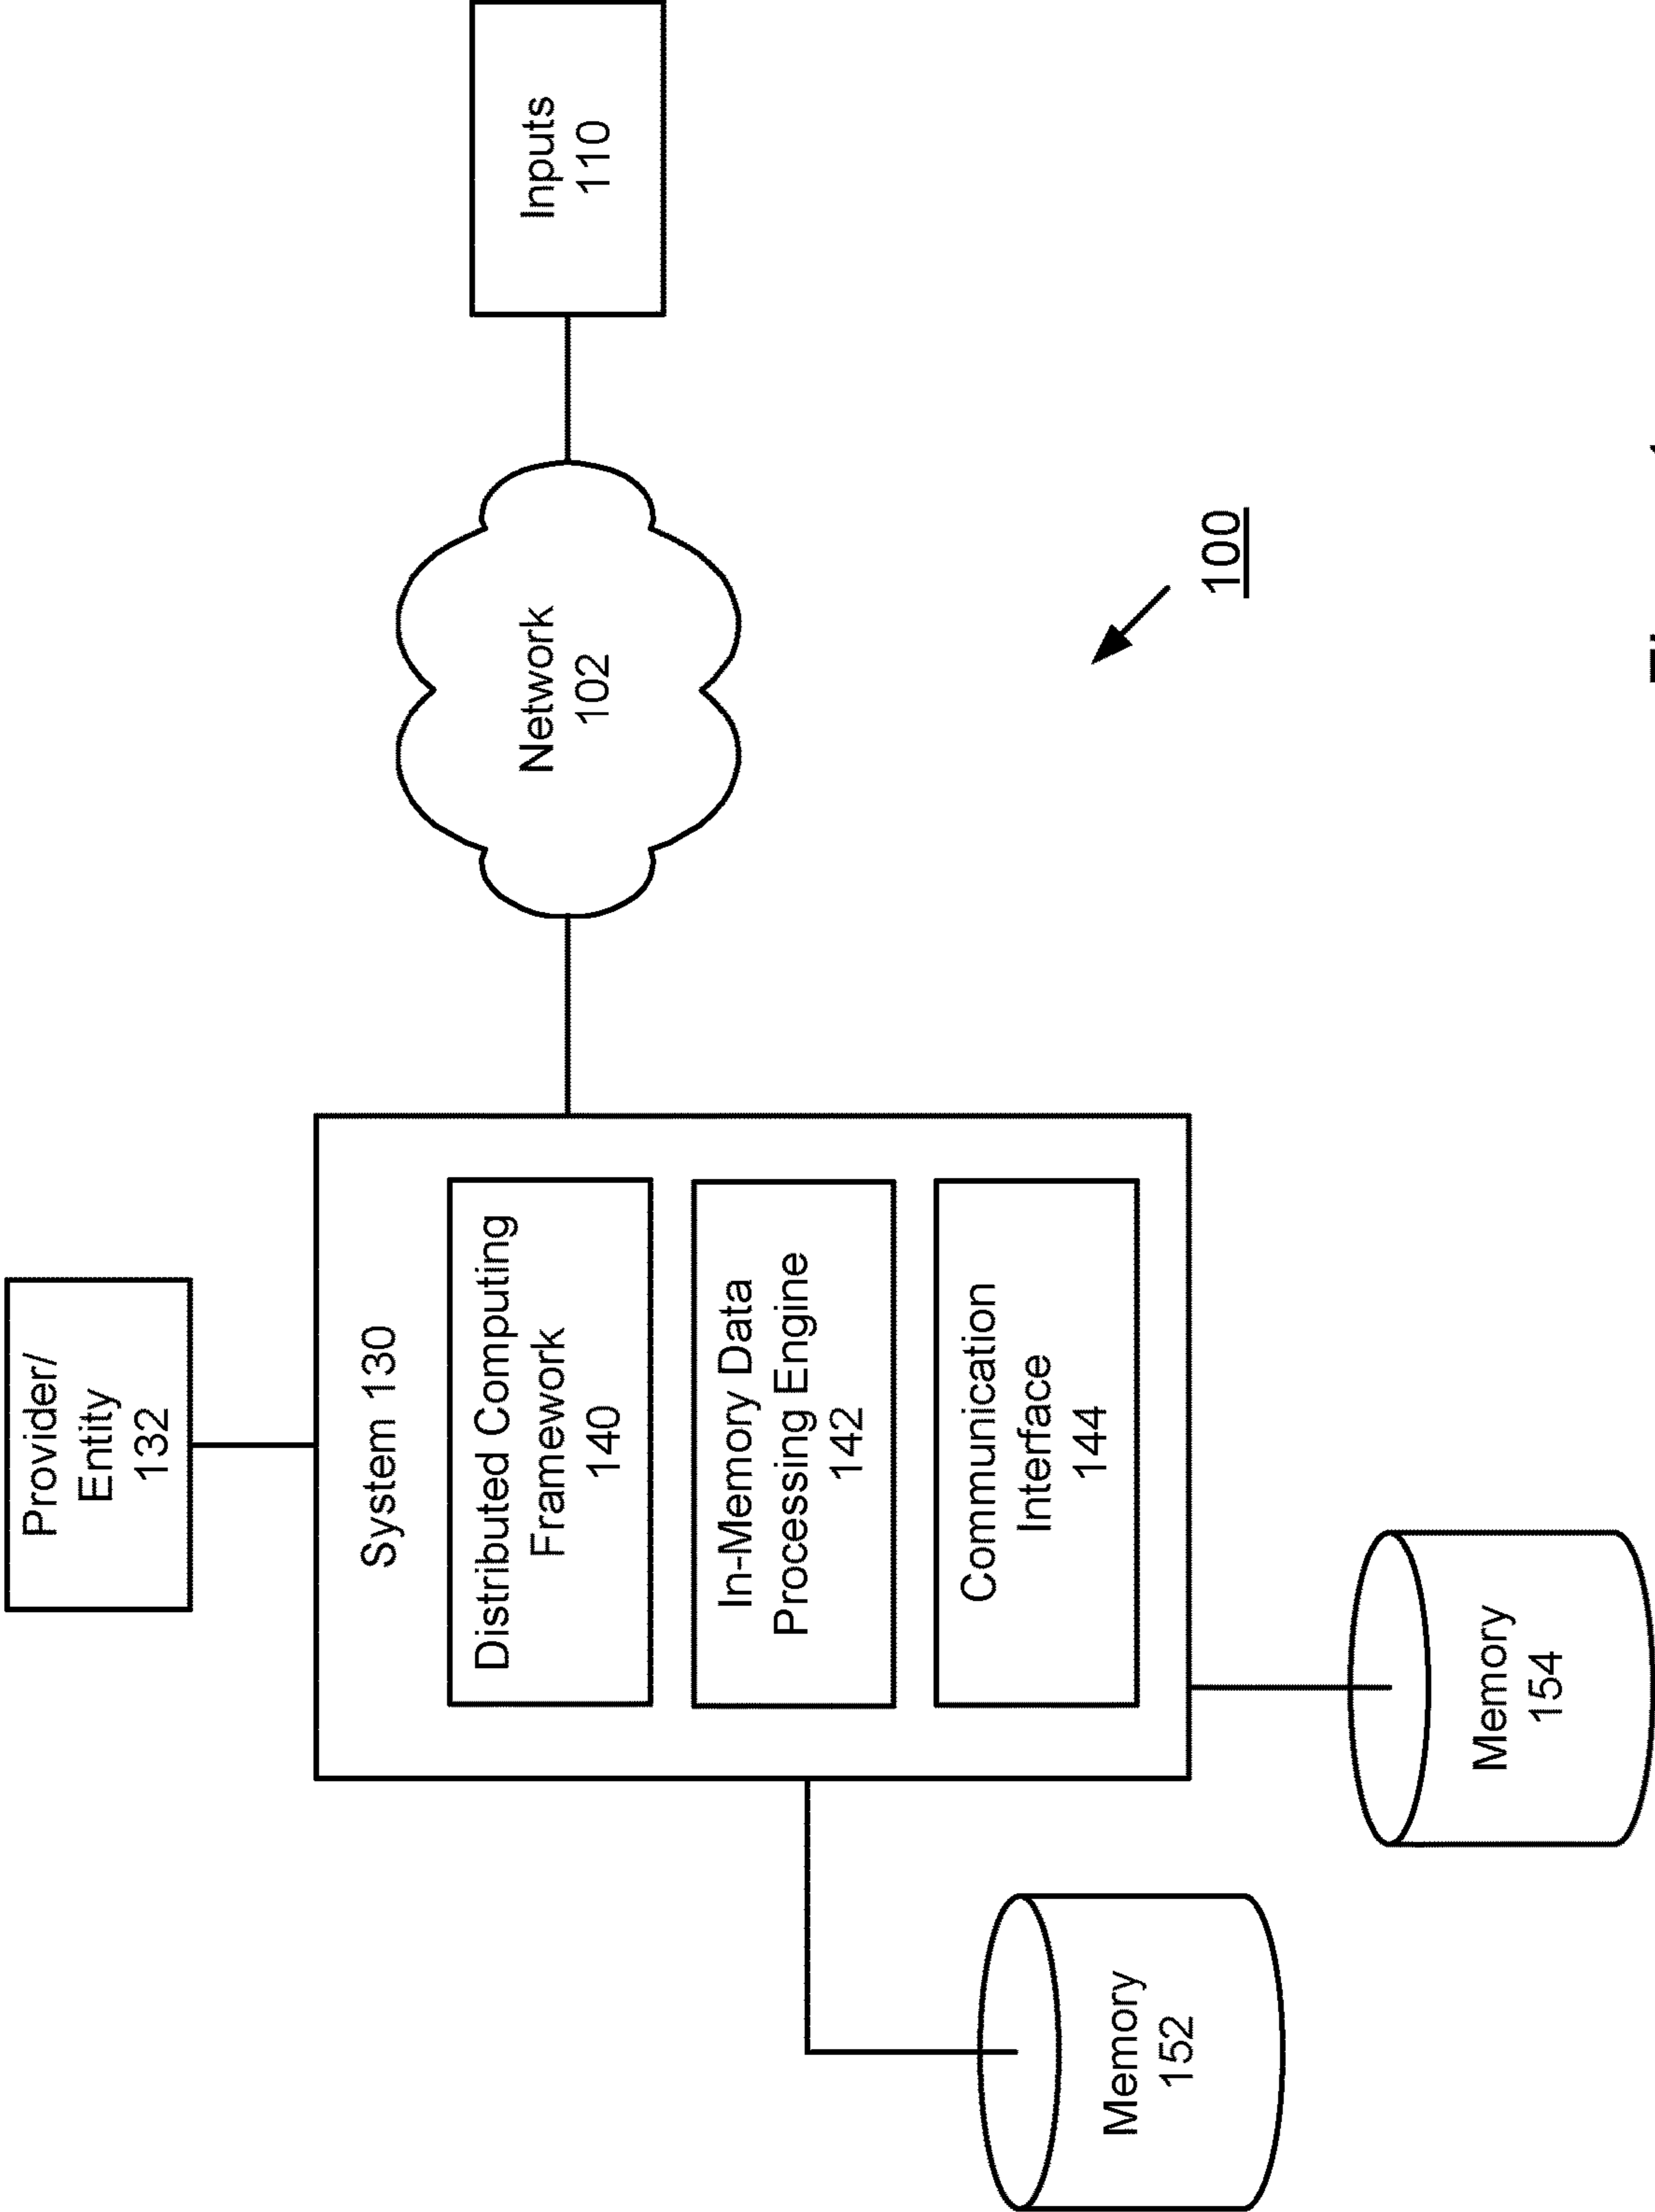 Provider/
Entity
132
System 130
Distributed Computing
Framework
140
In-Memory Data
Processing Engine
142
Communication
Interface
144
Network
102
Inputs
110
Memory
152
Memory
154
100